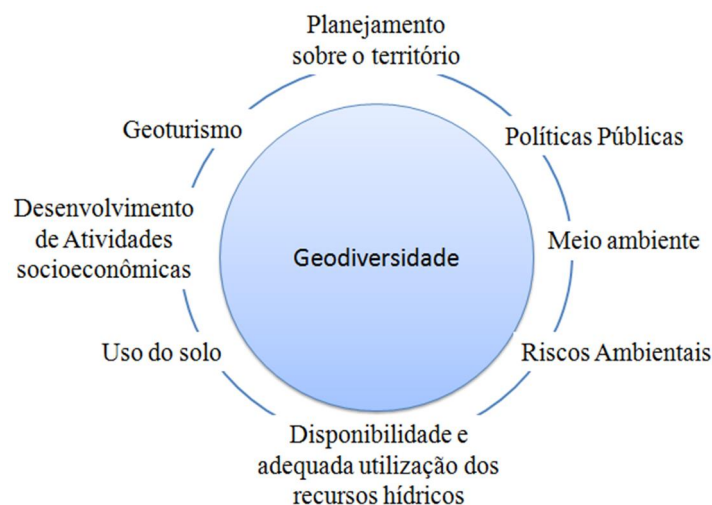 Planejamento
sobre o território
Geoturismo
Políticas Públicas
Desenvolvimento
de Atividades
socioeconômicas
Geodiversidade
Meio ambiente
Uso do solo
Riscos Ambientais
Disponibilidade e
adequada utilização dos
recursos hídricos